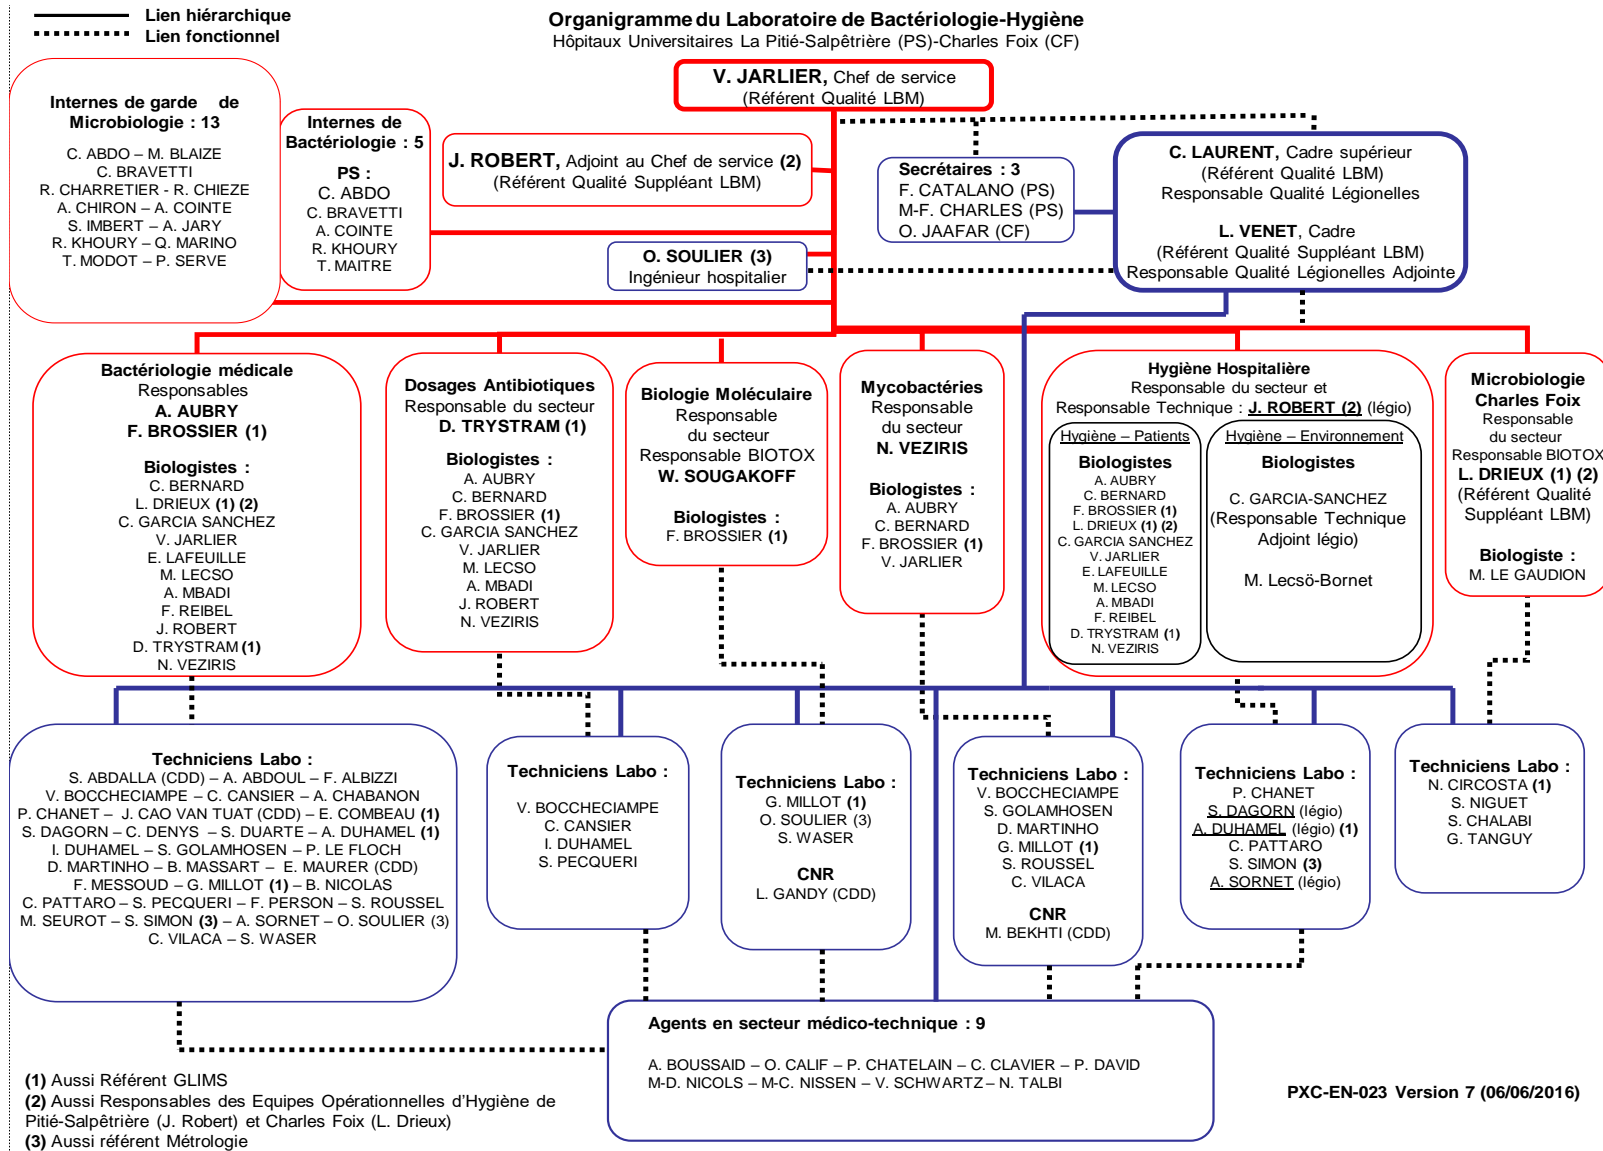 Lien hiérarchique
Lien fonctionnel
Organigramme du Laboratoire de Bactériologie-Hygiène
Hôpitaux Universitaires La Pitié-Salpêtrière (PS)-Charles Foix (CF)
V. JARLIER, Chef de service
(Référent Qualité LBM)
Internes de garde de
Microbiologie : 13
C. ABDO – M. BLAIZE
C. BRAVETTI
R. CHARRETIER - R. CHIEZE
A. CHIRON – A. COINTE
S. IMBERT – A. JARY
R. KHOURY – Q. MARINO
T. MODOT – P. SERVE
Internes de
Bactériologie : 5
PS :
C. ABDO
C. BRAVETTI
A. COINTE
R. KHOURY
T. MAITRE
J. ROBERT, Adjoint au Chef de service (2)
(Référent Qualité Suppléant LBM)
O. SOULIER (3)
Ingénieur hospitalier
Secrétaires : 3
F. CATALANO (PS)
M-F. CHARLES (PS)
O. JAAFAR (CF)
C. LAURENT, Cadre supérieur
(Référent Qualité LBM)
Responsable Qualité Légionelles
L. VENET, Cadre
(Référent Qualité Suppléant LBM)
Responsable Qualité Légionelles Adjointe
Bactériologie médicale
Responsables
A. AUBRY
F. BROSSIER (1)
Biologistes :
C. BERNARD
L. DRIEUX (1) (2)
C. GARCIA SANCHEZ
V. JARLIER
E. LAFEUILLE
M. LECSO
A. MBADI
F. REIBEL
J. ROBERT
D. TRYSTRAM (1)
N. VEZIRIS
Dosages Antibiotiques
Responsable du secteur
D. TRYSTRAM (1)
Biologistes :
A. AUBRY
C. BERNARD
F. BROSSIER (1)
C. GARCIA SANCHEZ
V. JARLIER
M. LECSO
A. MBADI
J. ROBERT
N. VEZIRIS
Biologie Moléculaire
Responsable
du secteur
Responsable BIOTOX
W. SOUGAKOFF
Biologistes :
F. BROSSIER (1)
Mycobactéries
Responsable
du secteur
N. VEZIRIS
Biologistes :
A. AUBRY
C. BERNARD
F. BROSSIER (1)
V. JARLIER
Hygiène Hospitalière
Responsable du secteur et
Responsable Technique : J. ROBERT (2) (légio)
Hygiène – Patients
Biologistes
A. AUBRY
C. BERNARD
F. BROSSIER (1)
L. DRIEUX (1) (2)
C. GARCIA SANCHEZ
V. JARLIER
E. LAFEUILLE
M. LECSO
A. MBADI
F. REIBEL
D. TRYSTRAM (1)
N. VEZIRIS
Hygiène – Environnement
Biologistes
C. GARCIA-SANCHEZ
(Responsable Technique
Adjoint légio)
M. Lecsö-Bornet
Microbiologie
Charles Foix
Responsable
du secteur
Responsable BIOTOX
L. DRIEUX (1) (2)
(Référent Qualité
Suppléant LBM)
Biologiste :
M. LE GAUDION
Techniciens Labo :
S. ABDALLA (CDD) – A. ABDOUL – F. ALBIZZI
V. BOCCHECIAMPE – C. CANSIER – A. CHABANON
P. CHANET – J. CAO VAN TUAT (CDD) – E. COMBEAU (1)
S. DAGORN – C. DENYS – S. DUARTE – A. DUHAMEL (1)
I. DUHAMEL – S. GOLAMHOSEN – P. LE FLOCH
D. MARTINHO – B. MASSART – E. MAURER (CDD)
F. MESSOUD – G. MILLOT (1) – B. NICOLAS
C. PATTARO – S. PECQUERI – F. PERSON – S. ROUSSEL
M. SEUROT – S. SIMON (3) – A. SORNET – O. SOULIER (3)
C. VILACA – S. WASER
Techniciens Labo :
V. BOCCHECIAMPE
C. CANSIER
I. DUHAMEL
S. PECQUERI
Techniciens Labo :
G. MILLOT (1)
O. SOULIER (3)
S. WASER
CNR
L. GANDY (CDD)
Techniciens Labo :
V. BOCCHECIAMPE
S. GOLAMHOSEN
D. MARTINHO
G. MILLOT (1)
S. ROUSSEL
C. VILACA
CNR
M. BEKHTI (CDD)
Techniciens Labo :
P. CHANET
S. DAGORN (légio)
A. DUHAMEL (légio) (1)
C. PATTARO
S. SIMON (3)
A. SORNET (légio)
Techniciens Labo :
N. CIRCOSTA (1)
S. NIGUET
S. CHALABI
G. TANGUY
Agents en secteur médico-technique : 9
A. BOUSSAID – O. CALIF – P. CHATELAIN – C. CLAVIER – P. DAVID
M-D. NICOLS – M-C. NISSEN – V. SCHWARTZ – N. TALBI
(1) Aussi Référent GLIMS
(2) Aussi Responsables des Equipes Opérationnelles d'Hygiène de
Pitié-Salpêtrière (J. Robert) et Charles Foix (L. Drieux)
(3) Aussi référent Métrologie
PXC-EN-023 Version 7 (06/06/2016)